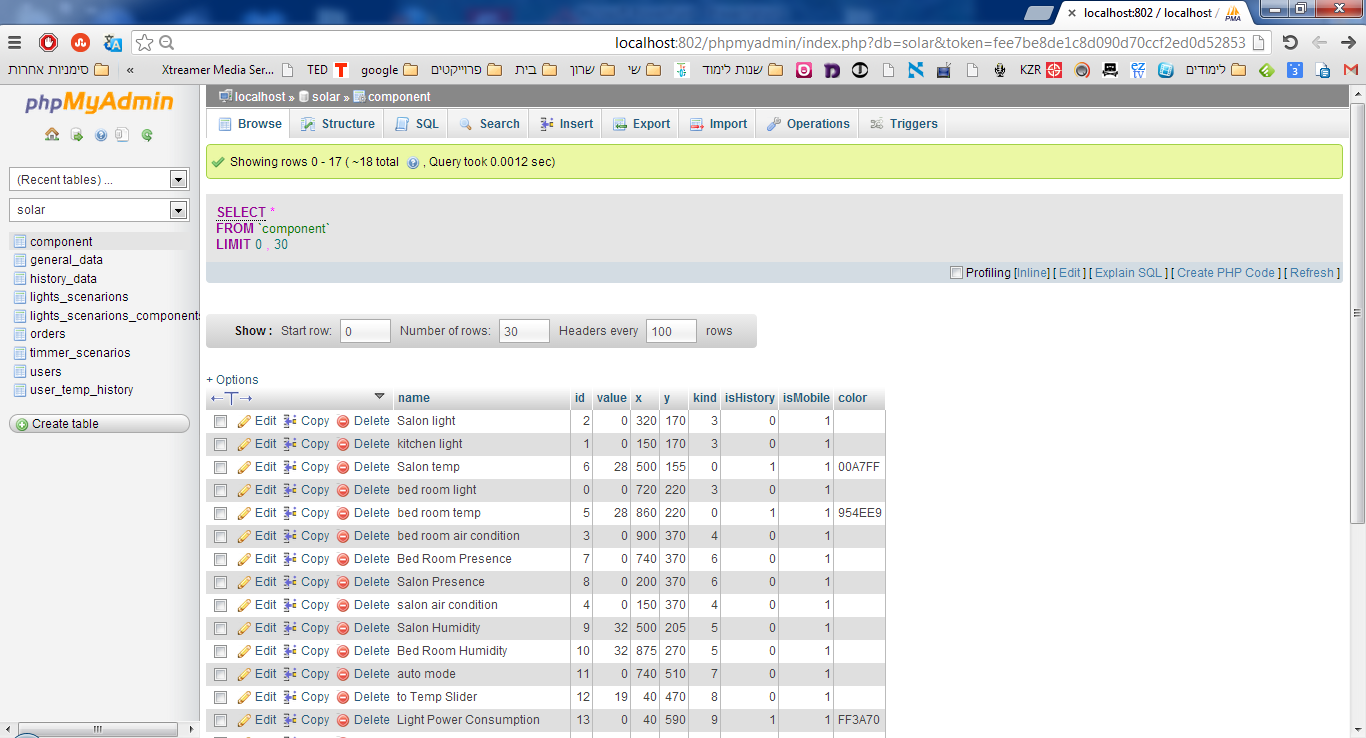 localhost:802 / localhost / PMA
localhost:802/phpmyadmin/index.php?db=solar&token=fee7be8de1c8d090d70ccf2ed0d52853
סימניות אחרות « Xtreamer Media Ser... TED google פרוייקטים בית שרון שי שנות לימוד KZR לימודים
phpMyAdmin
(Recent tables) ...
solar
component
general_data
history_data
lights_scenarions
lights_scenarions_component
orders
timmer_scenarios
users
user_temp_history
Create table
localhost » solar » component
Browse Structure SQL Search Insert Export Import Operations Triggers
Showing rows 0 - 17 ( ~18 total , Query took 0.0012 sec)
SELECT *
FROM `component`
LIMIT 0 , 30
Profiling [Inline] [ Edit ] [ Explain SQL ] [ Create PHP Code ] [ Refresh ]
Show : Start row: 0 Number of rows: 30 Headers every 100 rows
+ Options
←T→ name id value x y kind isHistory isMobile color
Edit Copy Delete Salon light 2 0 320 170 3 0 1
Edit Copy Delete kitchen light 1 0 150 170 3 0 1
Edit Copy Delete Salon temp 6 28 500 155 0 1 1 00A7FF
Edit Copy Delete bed room light 0 0 720 220 3 0 1
Edit Copy Delete bed room temp 5 28 860 220 0 1 1 954EE9
Edit Copy Delete bed room air condition 3 0 900 370 4 0 1
Edit Copy Delete Bed Room Presence 7 0 740 370 6 0 1
Edit Copy Delete Salon Presence 8 0 200 370 6 0 1
Edit Copy Delete salon air condition 4 0 150 370 4 0 1
Edit Copy Delete Salon Humidity 9 32 500 205 5 0 1
Edit Copy Delete Bed Room Humidity 10 32 875 270 5 0 1
Edit Copy Delete auto mode 11 0 740 510 7 0 1
Edit Copy Delete to Temp Slider 12 19 40 470 8 0 1
Edit Copy Delete Light Power Consumption 13 0 40 590 9 1 1 FF3A70